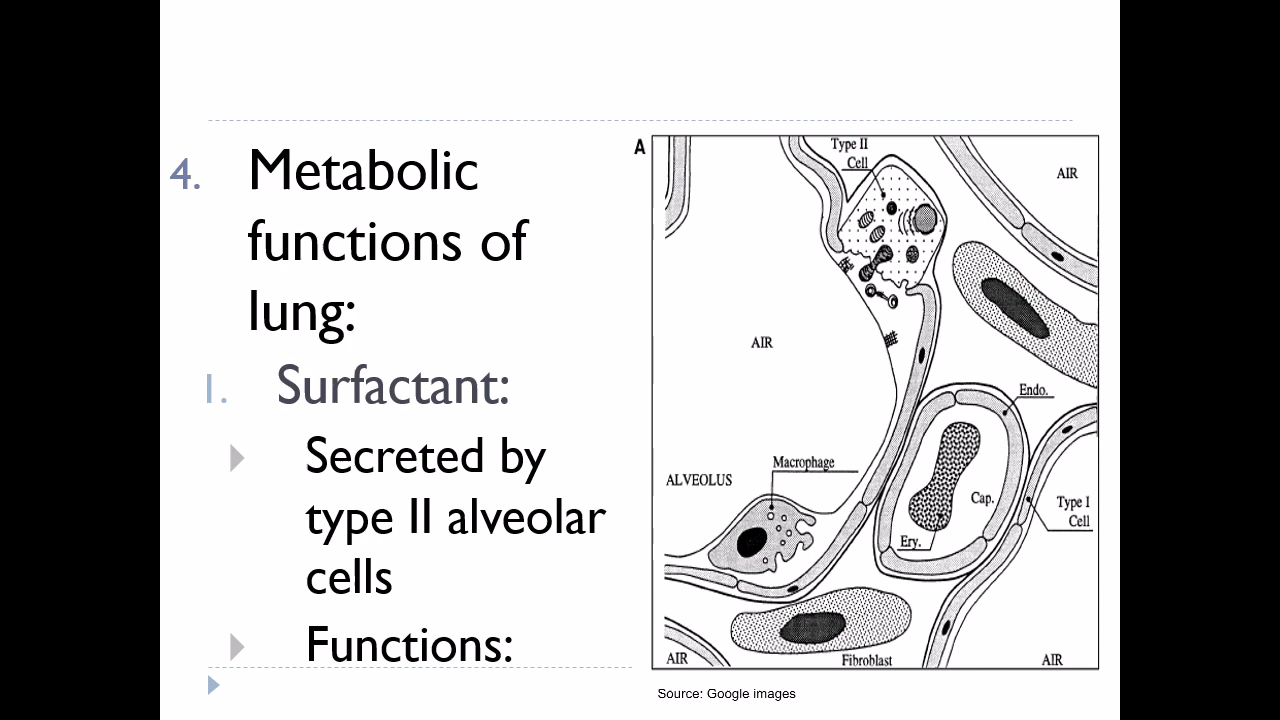 4. Metabolic
functions of
lung:
1. Surfactant:
Secreted by
type II alveolar
cells
Functions:
A
Type II
Cell
AIR
AIR
Endo.
Macrophage
ALVEOLUS
Cap.
Type I
Cell
Ery.
AIR
Fibroblast
AIR
Source: Google images